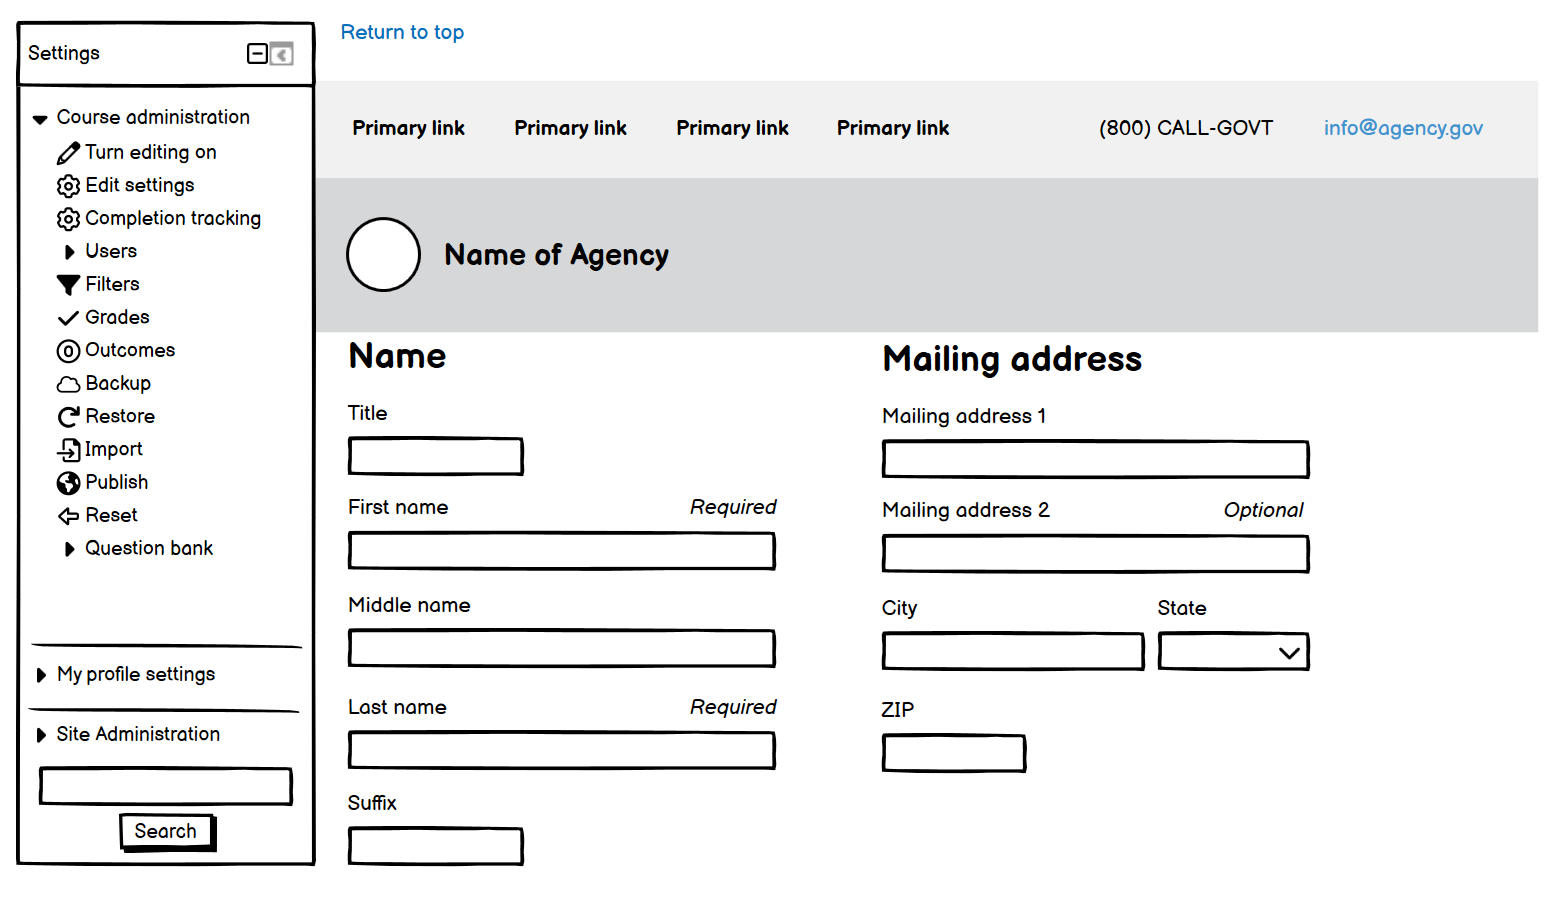 Settings
Course administration
Turn editing on
Edit settings
Completion tracking
Users
Filters
Grades
Outcomes
Backup
Restore
Import
Publish
Reset
Question bank
My profile settings
Site Administration
Search
Return to top
Primary link Primary link Primary link Primary link (800) CALL-GOVT info@agency.gov
Name of Agency
Name
Title
First name Required
Middle name
Last name Required
Suffix
Mailing address
Mailing address 1
Mailing address 2 Optional
City State
ZIP